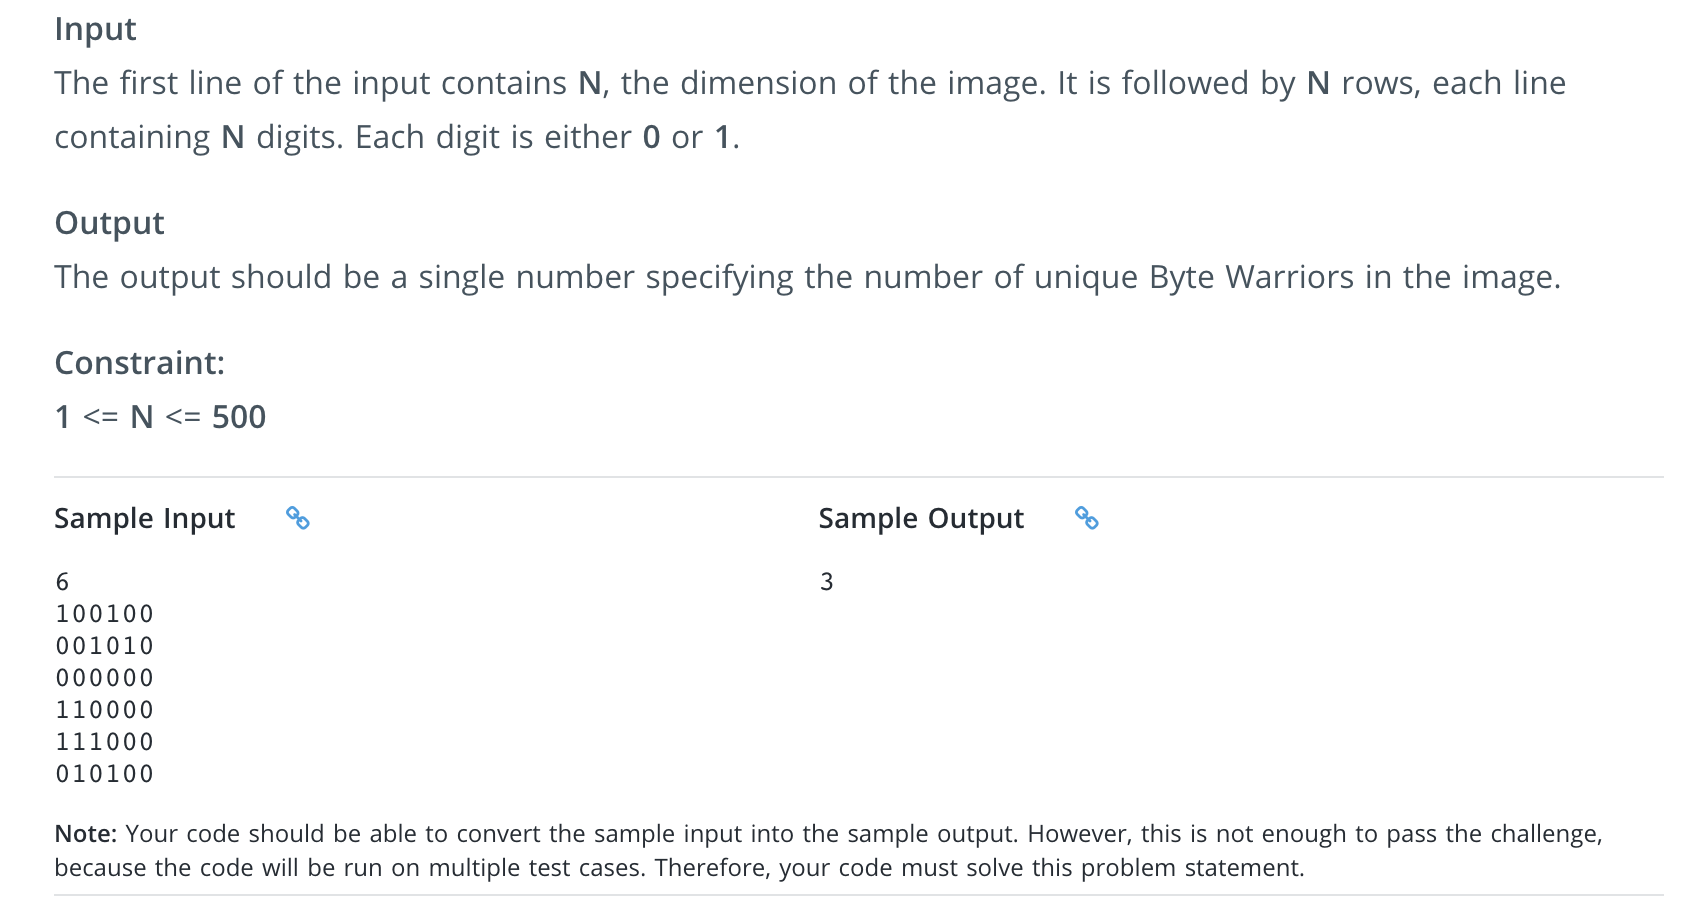 Input
The first line of the input contains N, the dimension of the image. It is followed by N rows, each line
containing N digits. Each digit is either 0 or 1.
Output
The output should be a single number specifying the number of unique Byte Warriors in the image.
Constraint:
1 <= N <= 500
Sample Input
Sample Output
6
100100
001010
000000
110000
111000
010100
3
Note: Your code should be able to convert the sample input into the sample output. However, this is not enough to pass the challenge,
because the code will be run on multiple test cases. Therefore, your code must solve this problem statement.